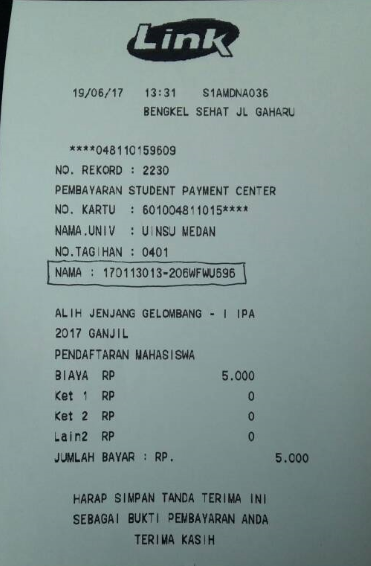 Link
19/06/17 13:31 S1AMDNA036
BENGKEL SEHAT JL GAHARU
****048110159609
NO. REKORD : 2230
PEMBAYARAN STUDENT PAYMENT CENTER
NO. KARTU : 601004811015****
NAMA.UNIV : UINSU MEDAN
NO.TAGIHAN : 0401
NAMA : 170113013-206WFWU696
ALIH JENJANG GELOMBANG - I IPA
2017 GANJIL
PENDAFTARAN MAHASISWA
BIAYA RP 5.000
Ket 1 RP 0
Ket 2 RP 0
Lain2 RP 0
JUMLAH BAYAR : RP. 5.000
HARAP SIMPAN TANDA TERIMA INI
SEBAGAI BUKTI PEMBAYARAN ANDA
TERIMA KASIH